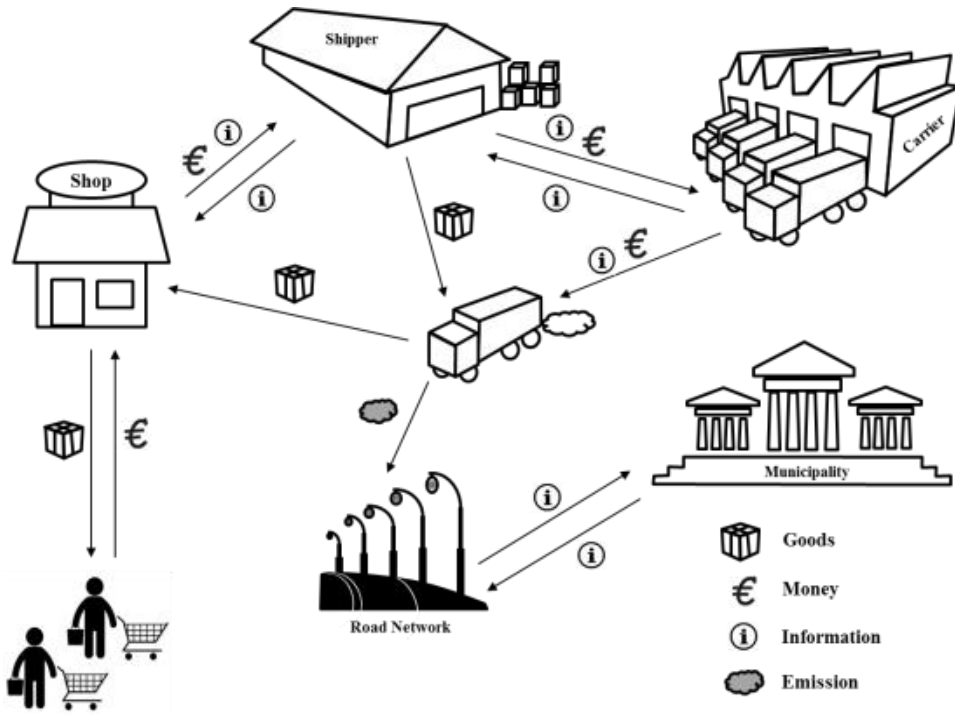 Shipper
Carrier
Shop
€
i
i
i
€
i
i
€
€
Municipality
i
i
Road Network
Goods
€ Money
i Information
Emission